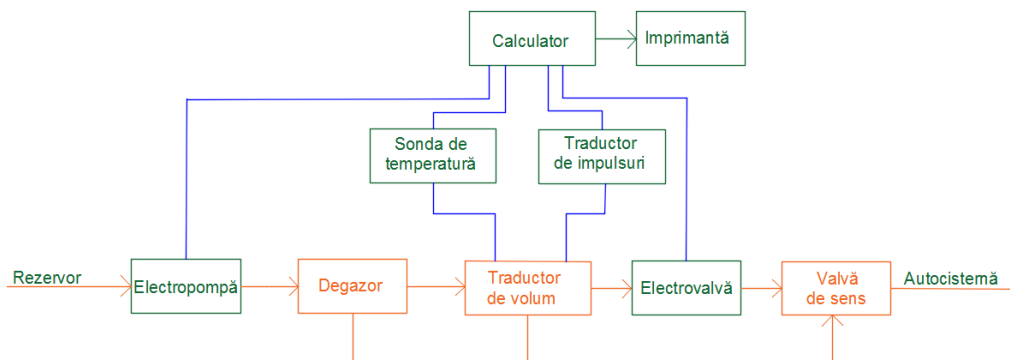 Calculator
Imprimantă
Sonda de
temperatură
Traductor
de impulsuri
Rezervor
Electropompă
Degazor
Traductor
de volum
Electrovalvă
Valvă
de sens
Autocisternă